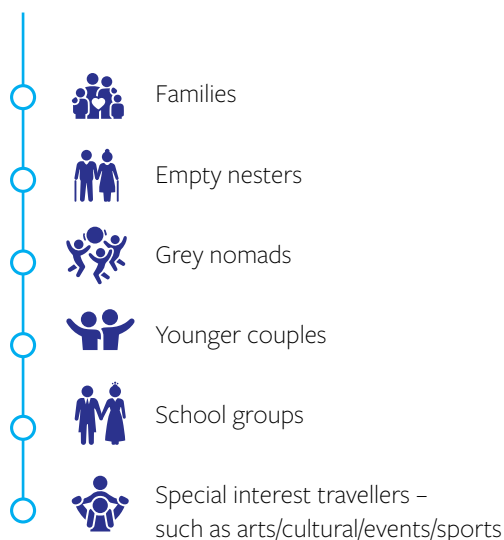 Families
Empty nesters
Grey nomads
Younger couples
School groups
Special interest travellers –
such as arts/cultural/events/sports